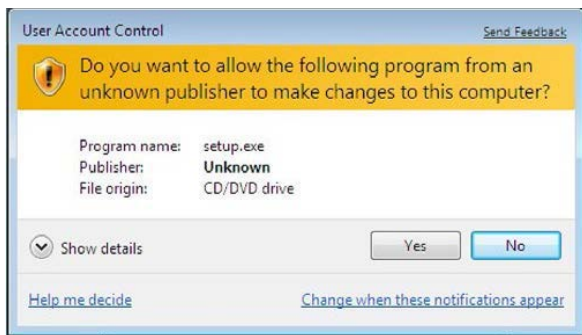 User Account Control
Send Feedback
Do you want to allow the following program from an
unknown publisher to make changes to this computer?
Program name: setup.exe
Publisher: Unknown
File origin: CD/DVD drive
Show details
Yes
No
Help me decide
Change when these notifications appear